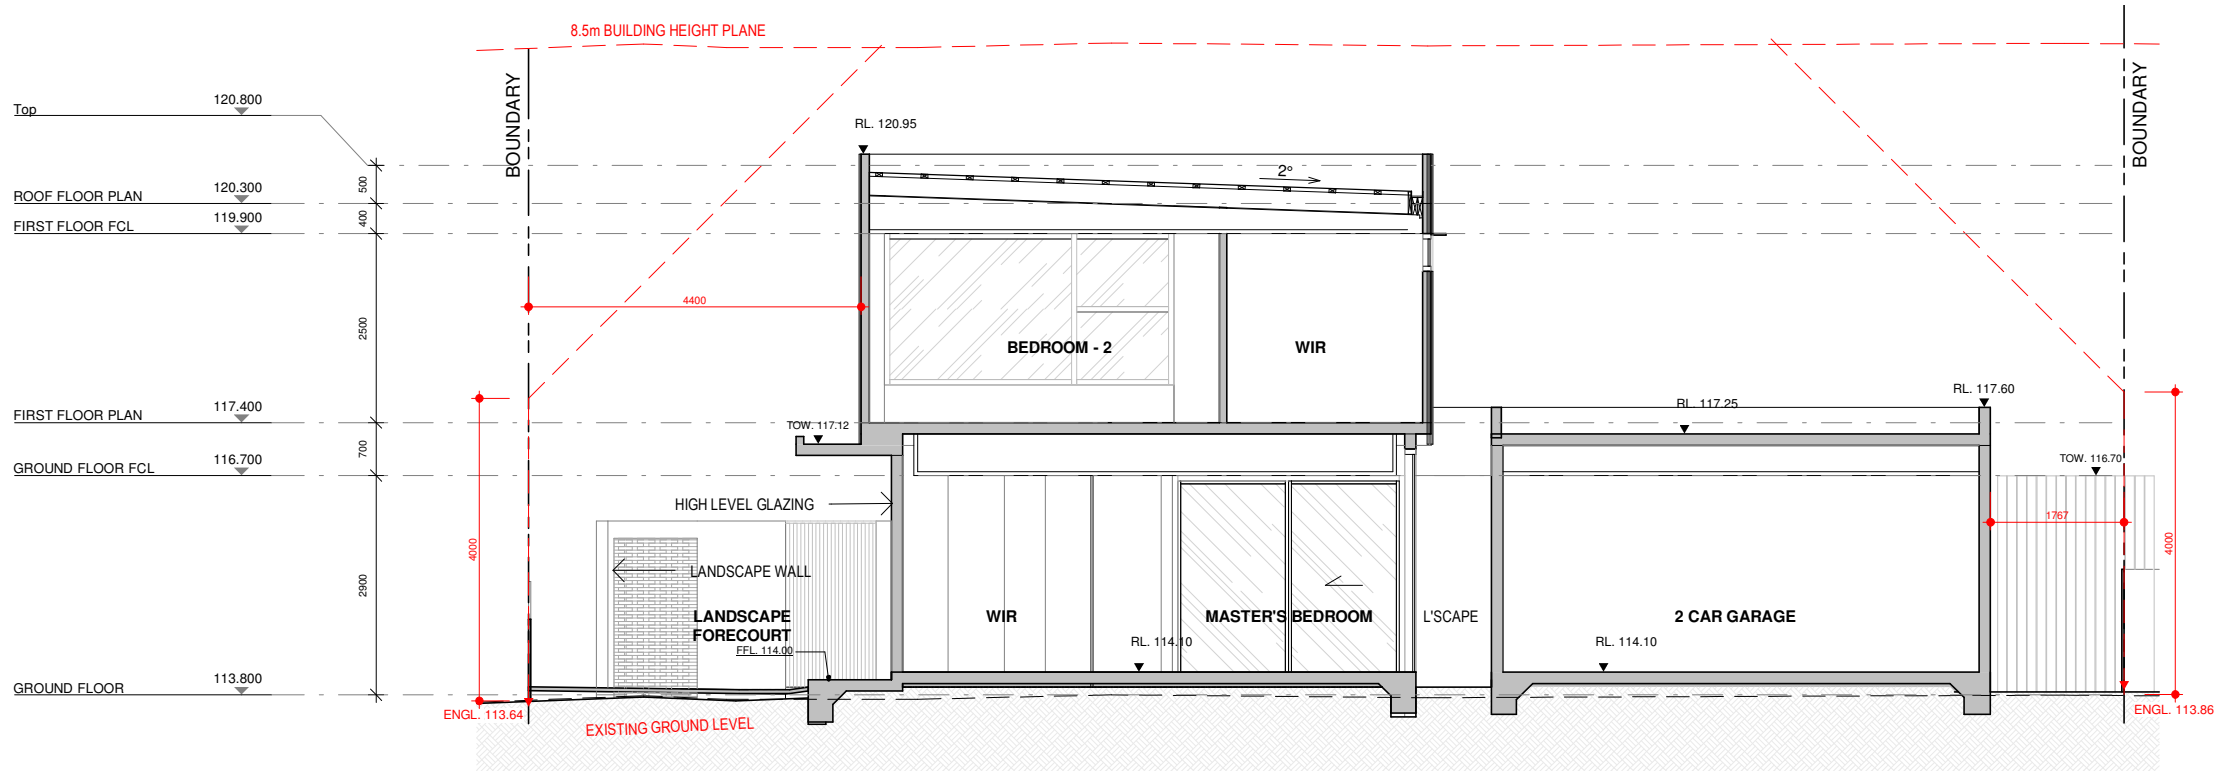 8.5m BUILDING HEIGHT PLANE
BOUNDARY
BOUNDARY
Top
120.800
RL. 120.95
2°
500
ROOF FLOOR PLAN
120.300
400
FIRST FLOOR FCL
119.900
4400
2500
BEDROOM - 2
WIR
RL. 117.60
RL. 117.25
FIRST FLOOR PLAN
117.400
TOW. 117.12
700
GROUND FLOOR FCL
116.700
TOW. 116.70
HIGH LEVEL GLAZING
1767
4000
4000
LANDSCAPE WALL
2900
LANDSCAPE
FORECOURT
WIR
MASTER'S BEDROOM
L'SCAPE
2 CAR GARAGE
FFL. 114.00
RL. 114.10
RL. 114.10
GROUND FLOOR
113.800
ENGL. 113.64
ENGL. 113.86
EXISTING GROUND LEVEL